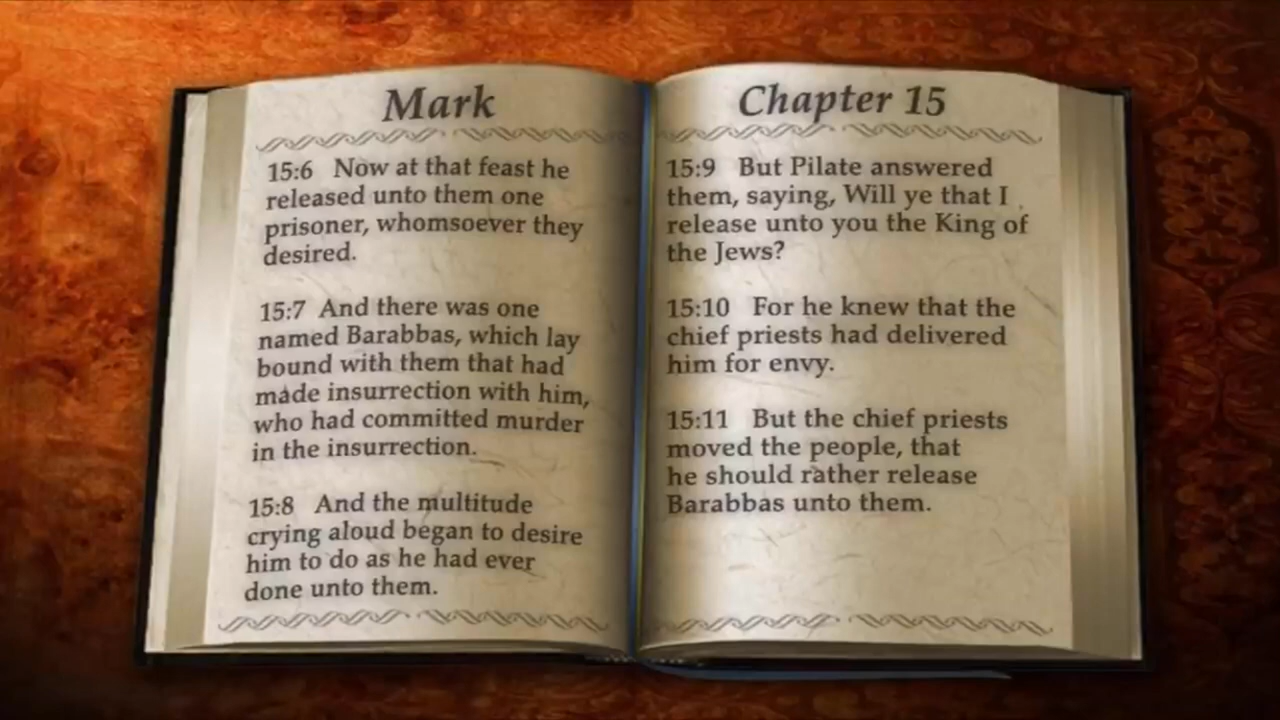 Mark
15:6 Now at that feast he
released unto them one
prisoner, whomsoever they
desired.
15:7 And there was one
named Barabbas, which lay
bound with them that had
made insurrection with him,
who had committed murder
in the insurrection.
15:8 And the multitude
crying aloud began to desire
him to do as he had ever
done unto them.
Chapter 15
15:9 But Pilate answered
them, saying, Will ye that I
release unto you the King of
the Jews?
15:10 For he knew that the
chief priests had delivered
him for envy.
15:11 But the chief priests
moved the people, that
he should rather release
Barabbas unto them.